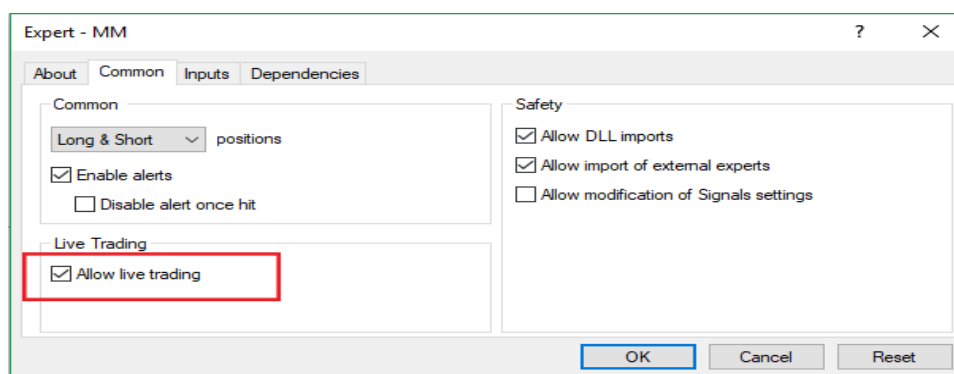 Expert - MM
?
About Common Inputs Dependencies
Common
Long & Short positions
Enable alerts
Disable alert once hit
Live Trading
Allow live trading
Safety
Allow DLL imports
Allow import of external experts
Allow modification of Signals settings
OK Cancel Reset